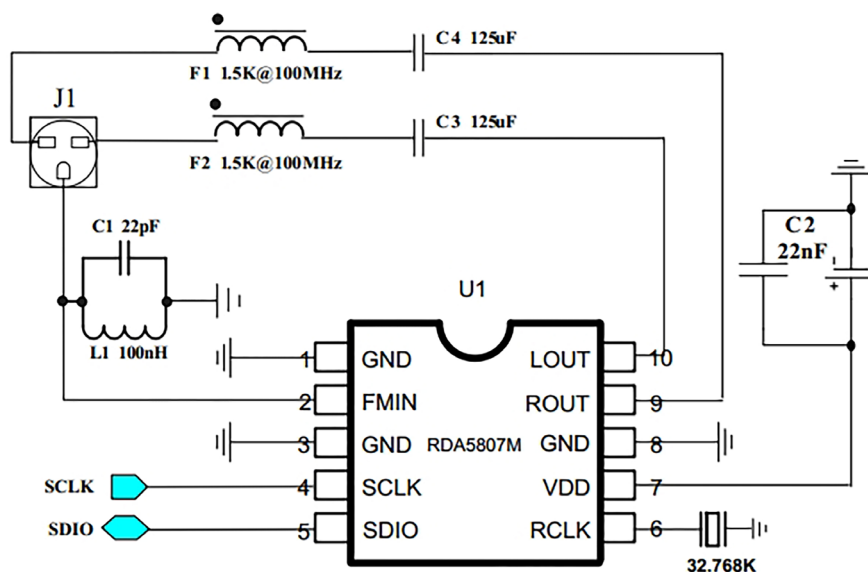 C4 125uF
F1 1.5K@100MHz
J1
C3 125uF
F2 1.5K@100MHz
C1 22pF
C2
22nF
-
+
U1
L1 100nH
1 GND LOUT 10
2 FMIN ROUT 9
3 GND RDA5807M GND 8
SCLK 4 SCLK VDD 7
SDIO 5 SDIO RCLK 6
32.768K